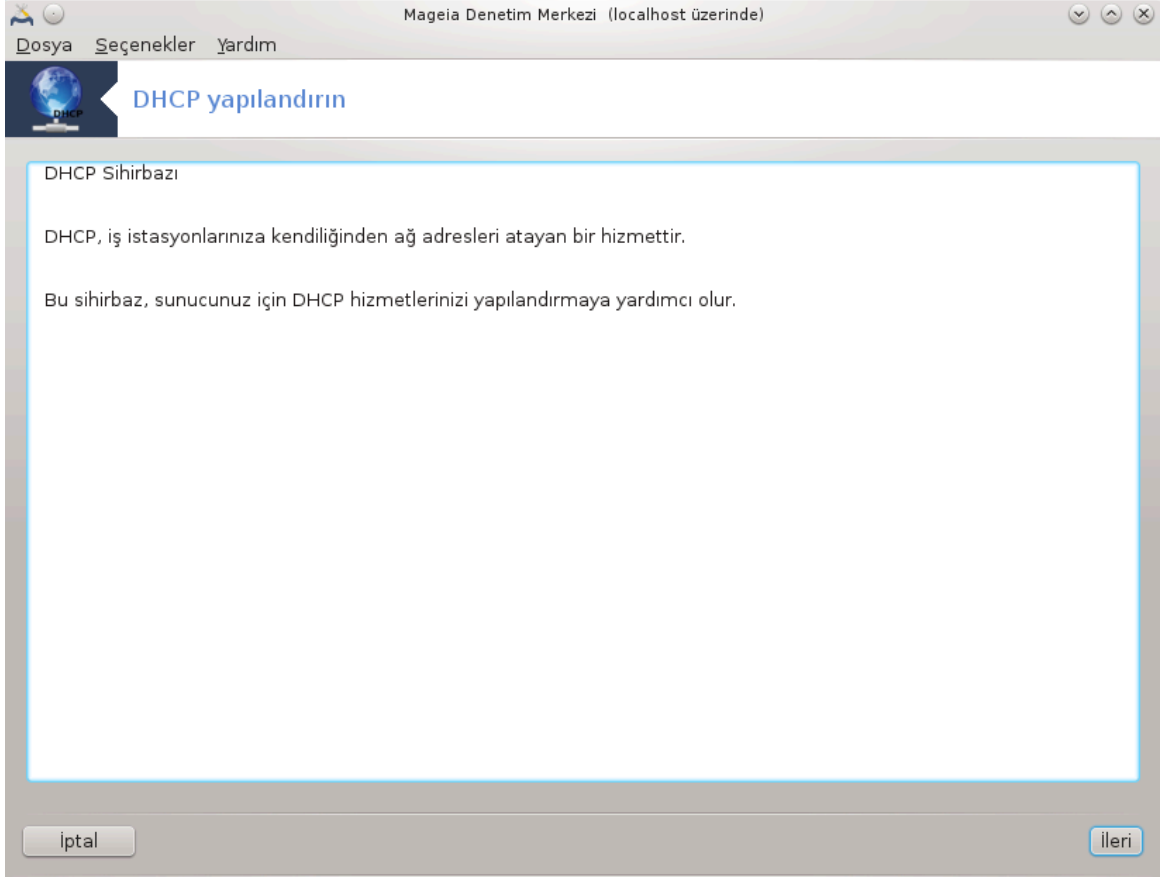 Mageia Denetim Merkezi (localhost üzerinde)
Dosya Seçenekler Yardım
DHCP
DHCP yapılandırın
DHCP Sihirbazı
DHCP, iş istasyonlarınıza kendiliğinden ağ adresleri atayan bir hizmettir.
Bu sihirbaz, sunucunuz için DHCP hizmetlerinizi yapılandırmaya yardımcı olur.
İptal
İleri